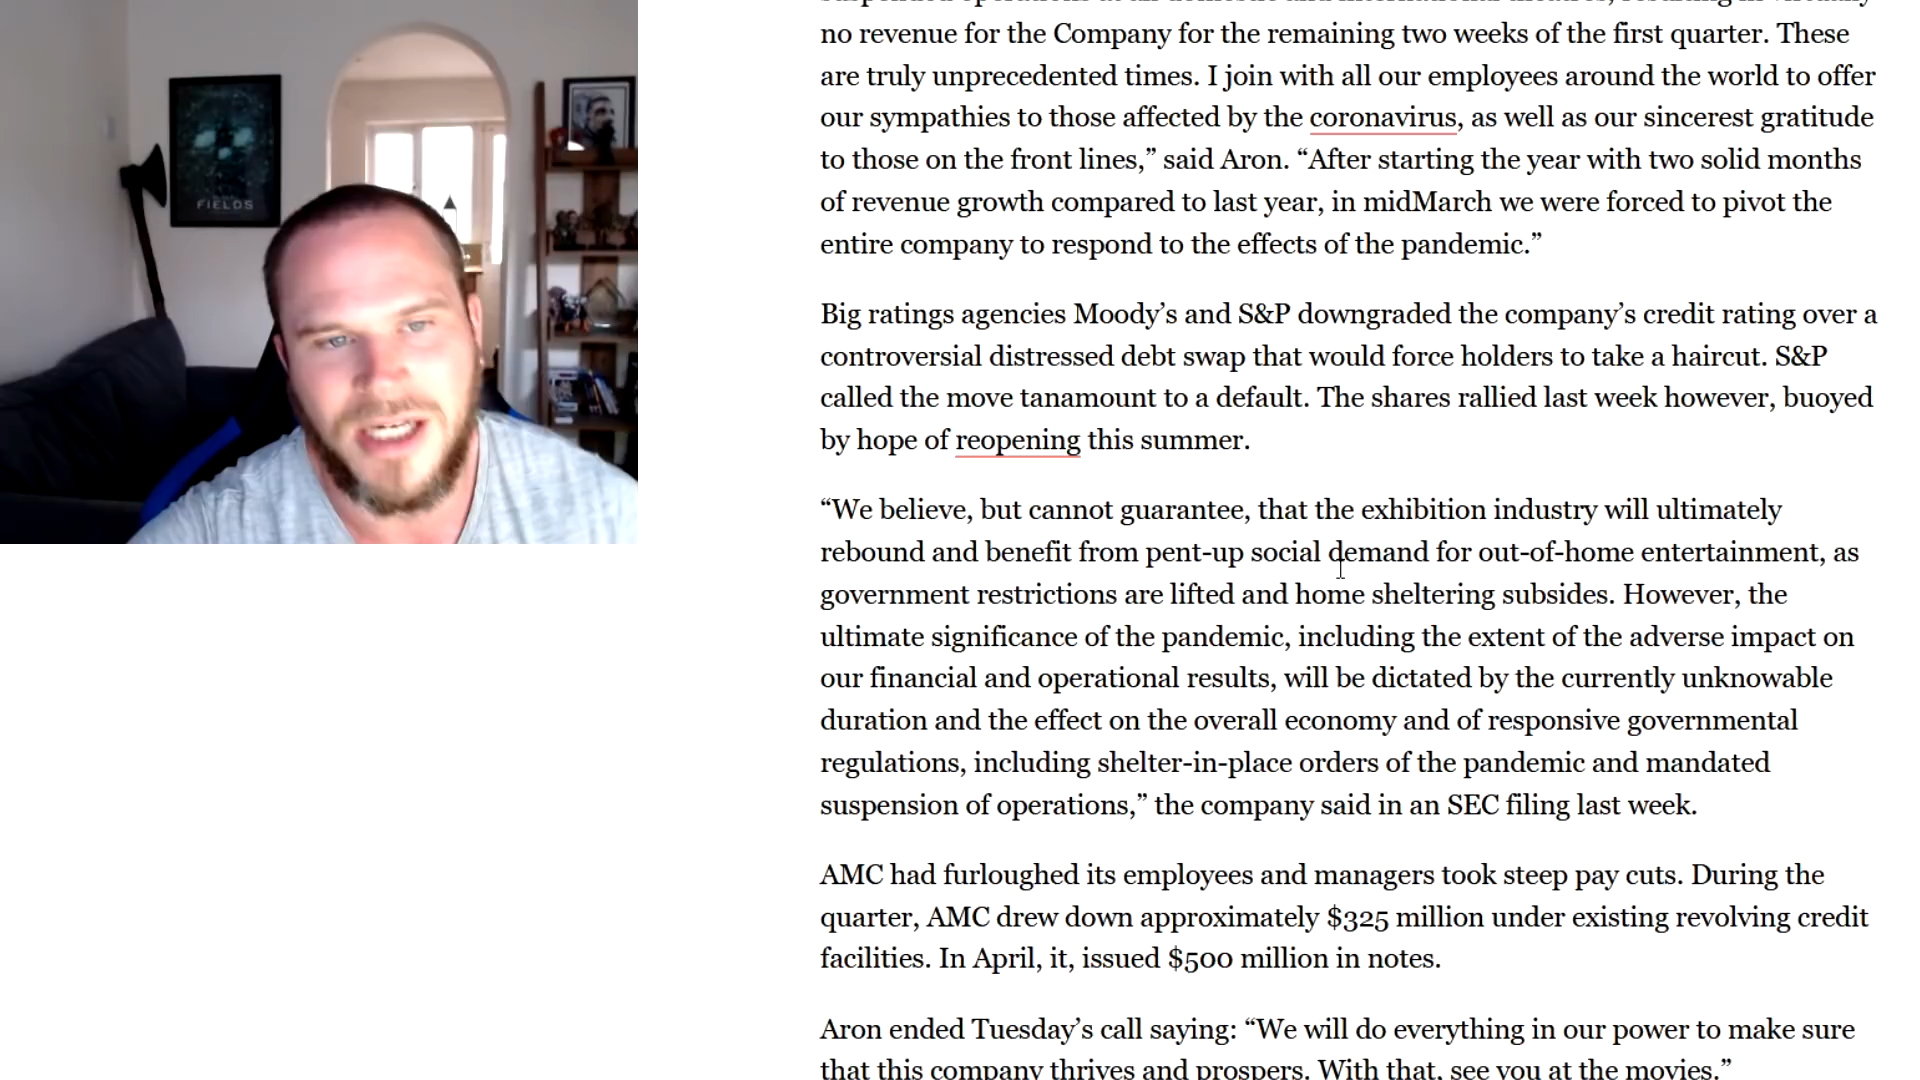 FIELDS
no revenue for the Company for the remaining two weeks of the first quarter. These
are truly unprecedented times. I join with all our employees around the world to offer
our sympathies to those affected by the coronavirus, as well as our sincerest gratitude
to those on the front lines,” said Aron. “After starting the year with two solid months
of revenue growth compared to last year, in midMarch we were forced to pivot the
entire company to respond to the effects of the pandemic.”
Big ratings agencies Moody’s and S&P downgraded the company’s credit rating over a
controversial distressed debt swap that would force holders to take a haircut. S&P
called the move tanamount to a default. The shares rallied last week however, buoyed
by hope of reopening this summer.
“We believe, but cannot guarantee, that the exhibition industry will ultimately
rebound and benefit from pent-up social demand for out-of-home entertainment, as
government restrictions are lifted and home sheltering subsides. However, the
ultimate significance of the pandemic, including the extent of the adverse impact on
our financial and operational results, will be dictated by the currently unknowable
duration and the effect on the overall economy and of responsive governmental
regulations, including shelter-in-place orders of the pandemic and mandated
suspension of operations,” the company said in an SEC filing last week.
AMC had furloughed its employees and managers took steep pay cuts. During the
quarter, AMC drew down approximately $325 million under existing revolving credit
facilities. In April, it, issued $500 million in notes.
Aron ended Tuesday’s call saying: “We will do everything in our power to make sure
that this company thrives and prospers. With that, see you at the movies.”